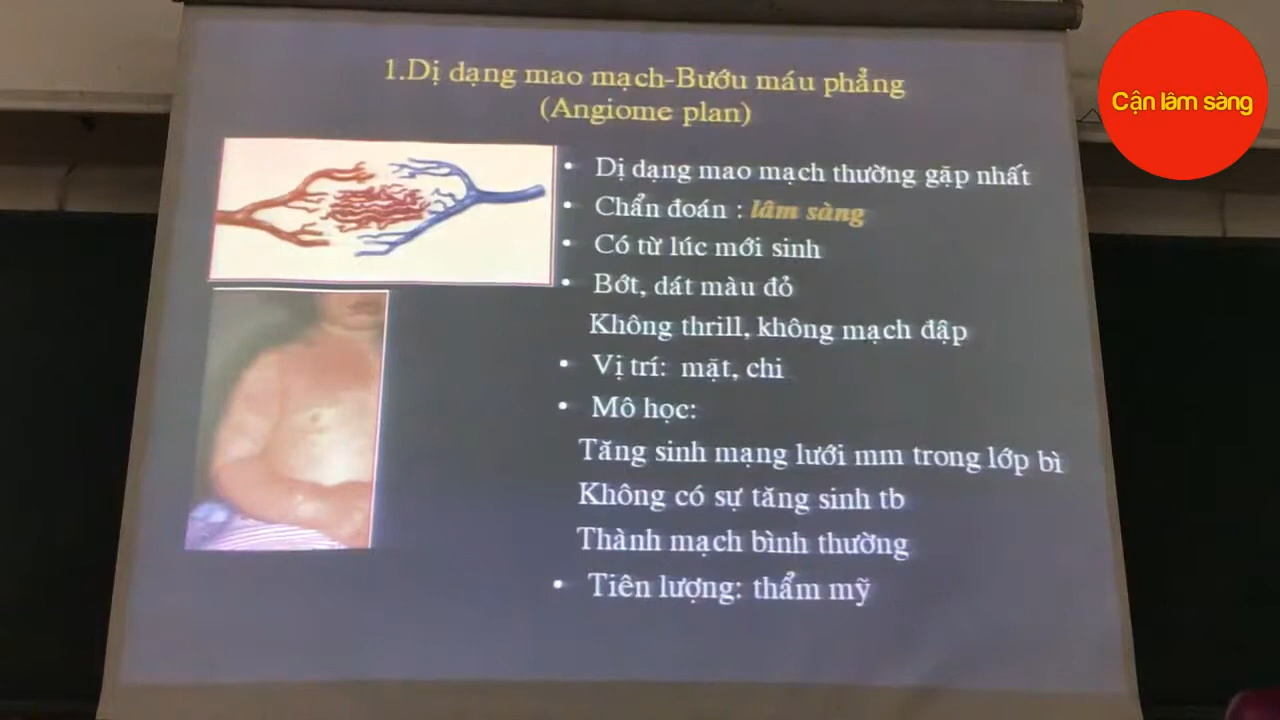 1.Dị dạng mao mạch-Bướu máu phẳng
(Angiome plan)
Cận lâm sàng
• Dị dạng mao mạch thường gặp nhất
• Chẩn đoán : lâm sàng
• Có từ lúc mới sinh
• Bớt, dát màu đỏ
Không thrill, không mạch đập
• Vị trí: mặt, chi
• Mô học:
Tăng sinh mạng lưới mm trong lớp bì
Không có sự tăng sinh tb
Thành mạch bình thường
• Tiên lượng: thẩm mỹ